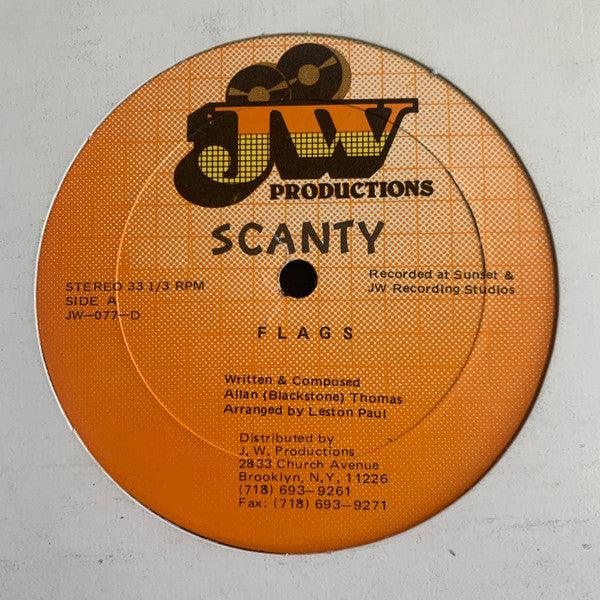 JW
PRODUCTIONS
SCANTY
STEREO 33 1/3 RPM
SIDE A
JW—077—D
Recorded at Sunset &
JW Recording Studios
FLAGS
Written & Composed
Allan (Blackstone) Thomas
Arranged by Leston Paul
Distributed by
J. W. Productions
2833 Church Avenue
Brooklyn, N.Y. 11226
(718) 693—9261
Fax: (718) 693—9271